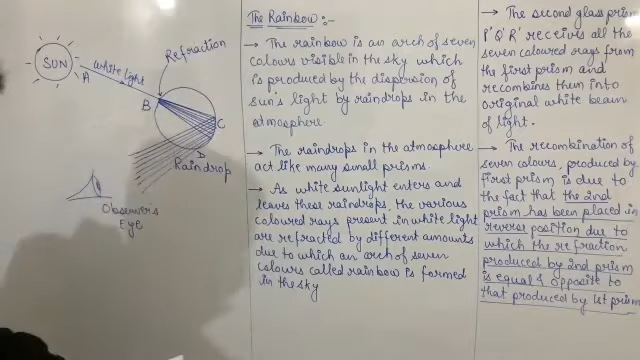 SUN
A
white light
Refraction
B
C
D
Raindrop
Observer's
Eye
The Rainbow :-
→ The rainbow is an arch of seven
colours visible in the sky which
is produced by the dispersion of
sun's light by raindrops in the
atmosphere
→ The raindrops in the atmosphere
act like many small prisms.
→ As white sunlight enters and
leaves these raindrops, the various
coloured rays present in white light
are refracted by different amounts
due to which an arch of seven
colours called rainbow is formed
in the sky
→ The second glass prism
P'Q'R' receives all the
seven coloured rays from
the first prism and
recombines them into
original white beam
of light.
→ The recombination of
seven colours, produced by
first prism is due to
the fact that the 2nd
prism has been placed in
reverse position due to
which the refraction
produced by 2nd prism
is equal & opposite to
that produced by 1st prism